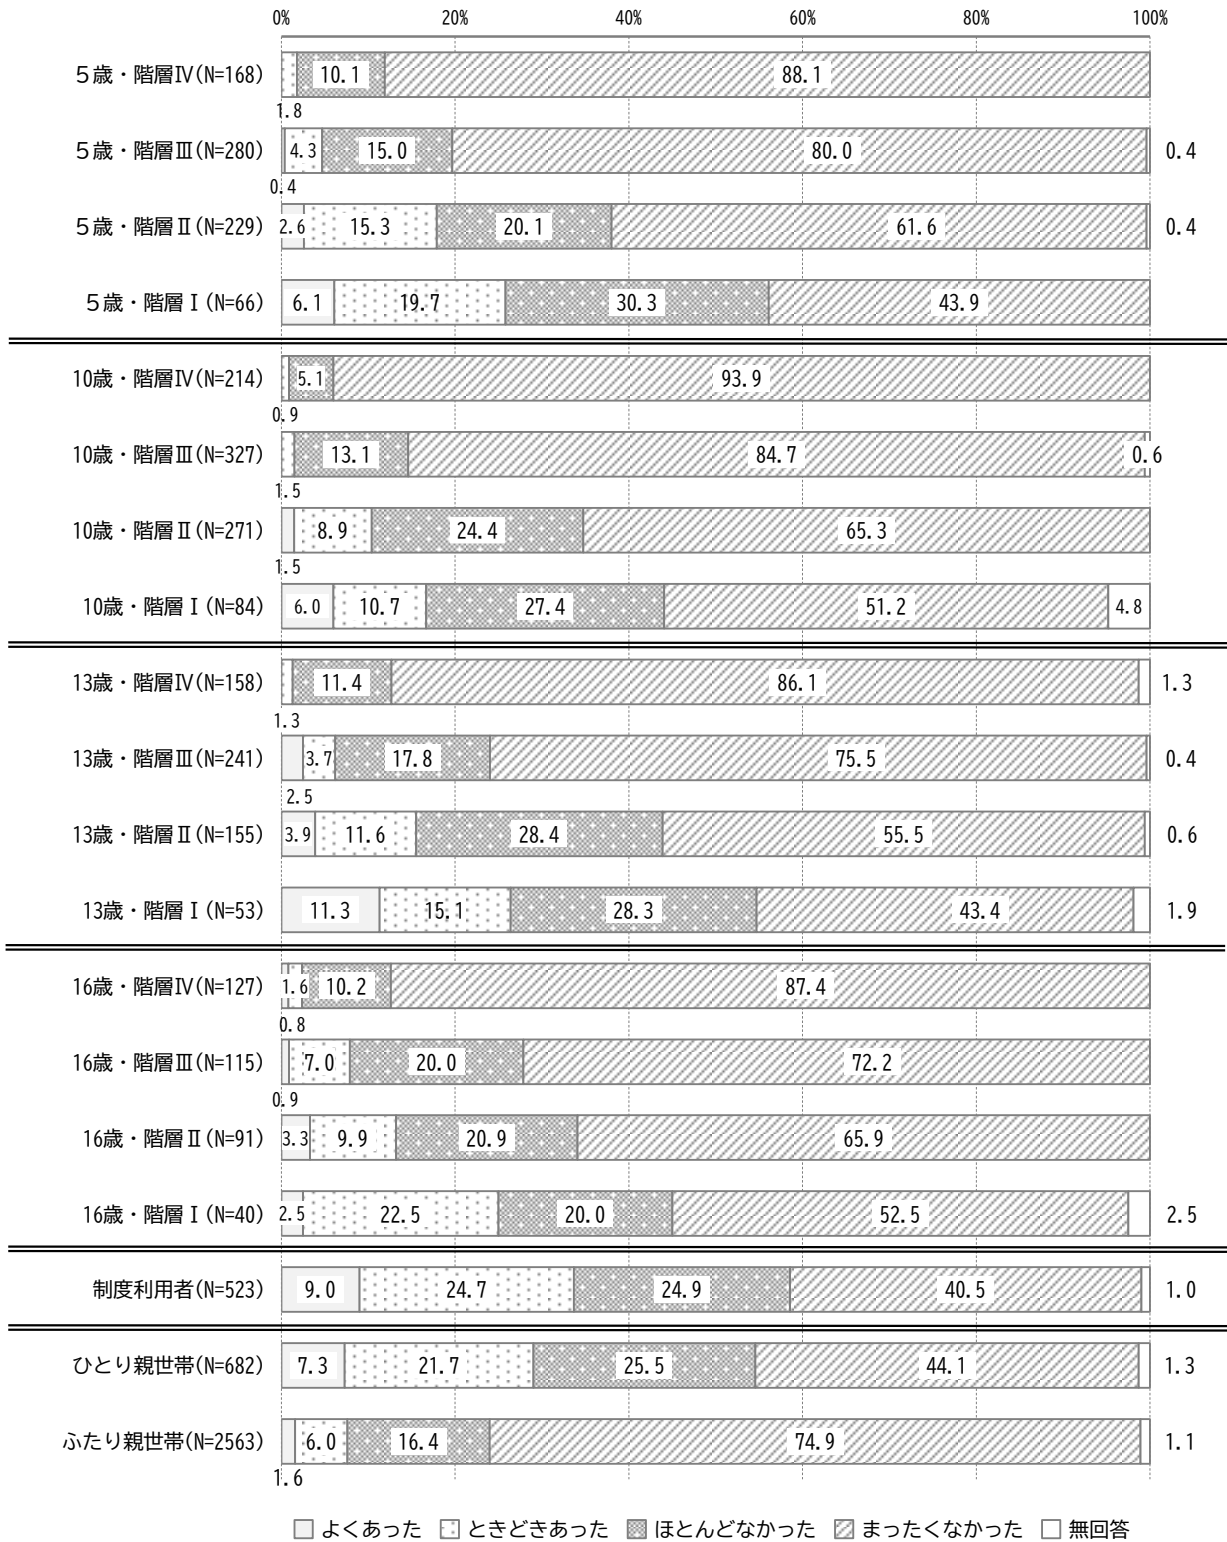 0% 20% 40% 60% 80% 100%
５歳・階層Ⅳ(N=168) 10.1 88.1
1.8
５歳・階層Ⅲ(N=280) 4.3 15.0 80.0 0.4
0.4
５歳・階層Ⅱ(N=229) 2.6 15.3 20.1 61.6 0.4
５歳・階層Ⅰ(N=66) 6.1 19.7 30.3 43.9
10歳・階層Ⅳ(N=214) 5.1 93.9
0.9
10歳・階層Ⅲ(N=327) 13.1 84.7 0.6
1.5
10歳・階層Ⅱ(N=271) 8.9 24.4 65.3
1.5
10歳・階層Ⅰ(N=84) 6.0 10.7 27.4 51.2 4.8
13歳・階層Ⅳ(N=158) 11.4 86.1 1.3
1.3
13歳・階層Ⅲ(N=241) 3.7 17.8 75.5 0.4
2.5
13歳・階層Ⅱ(N=155) 3.9 11.6 28.4 55.5 0.6
13歳・階層Ⅰ(N=53) 11.3 15.1 28.3 43.4 1.9
16歳・階層Ⅳ(N=127) 1.6 10.2 87.4
0.8
16歳・階層Ⅲ(N=115) 7.0 20.0 72.2
0.9
16歳・階層Ⅱ(N=91) 3.3 9.9 20.9 65.9
16歳・階層Ⅰ(N=40) 2.5 22.5 20.0 52.5 2.5
制度利用者(N=523) 9.0 24.7 24.9 40.5 1.0
ひとり親世帯(N=682) 7.3 21.7 25.5 44.1 1.3
ふたり親世帯(N=2563) 6.0 16.4 74.9 1.1
1.6
よくあった ときどきあった ほとんどなかった まったくなかった 無回答